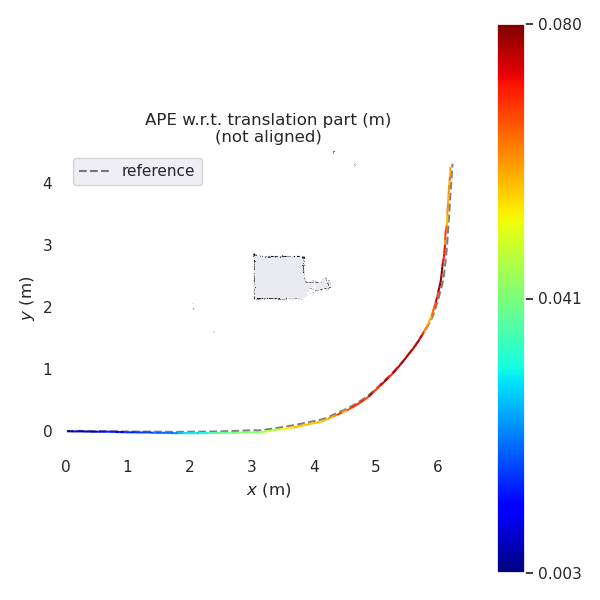 APE w.r.t. translation part (m)
(not aligned)
reference
0.080
0.041
0.003
4
3
2
1
0
y (m)
0 1 2 3 4 5 6
x (m)